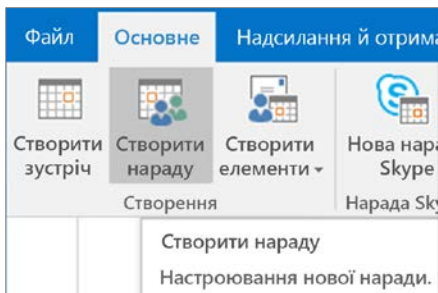 Файл Основне Надсилання й отрима
Створити зустріч
Створити нараду
Створити елементи
Нова нара Skype
Створення Нарада Sky
Створити нараду
Настроювання нової наради.